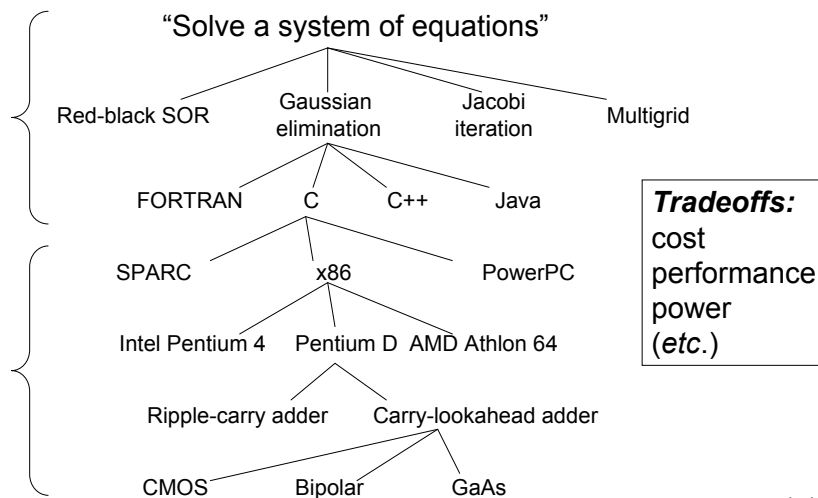 “Solve a system of equations”
Red-black SOR Gaussian elimination Jacobi iteration Multigrid
FORTRAN C C++ Java
SPARC x86 PowerPC
Intel Pentium 4 Pentium D AMD Athlon 64
Ripple-carry adder Carry-lookahead adder
CMOS Bipolar GaAs
Tradeoffs:
cost
performance
power
(etc.)